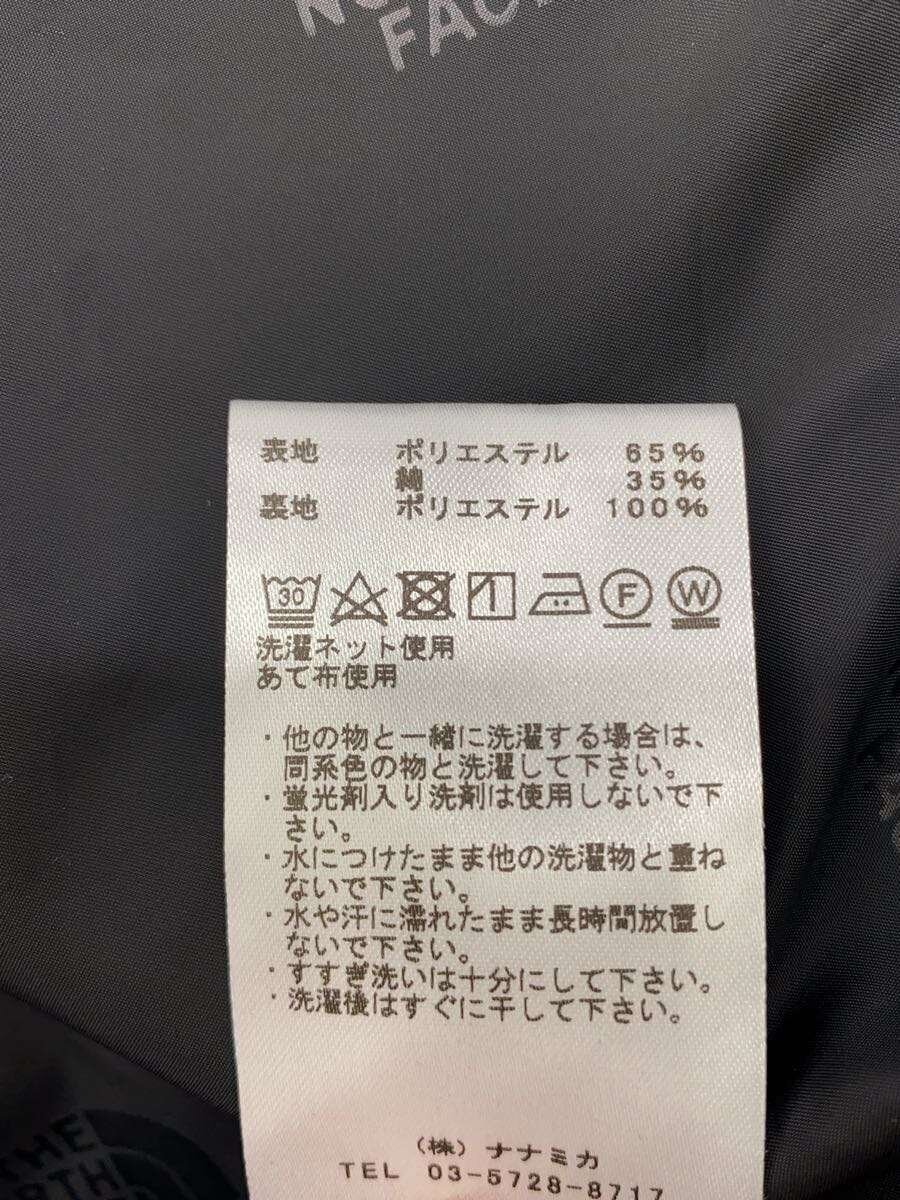 FACE
表地 ポリエステル 65%
綿 35%
裏地 ポリエステル 100%
30 F W
洗濯ネット使用
あて布使用
・他の物と一緒に洗濯する場合は、
同系色の物と洗濯して下さい。
・蛍光剤入り洗剤は使用しないで下
さい。
・水につけたまま他の洗濯物と重ね
ないで下さい。
・水や汗に濡れたまま長時間放置し
ないで下さい。
・すすぎ洗いは十分にして下さい。
・洗濯後はすぐに干して下さい。
(株)ナナミカ
TEL 03-5728-8717
THE